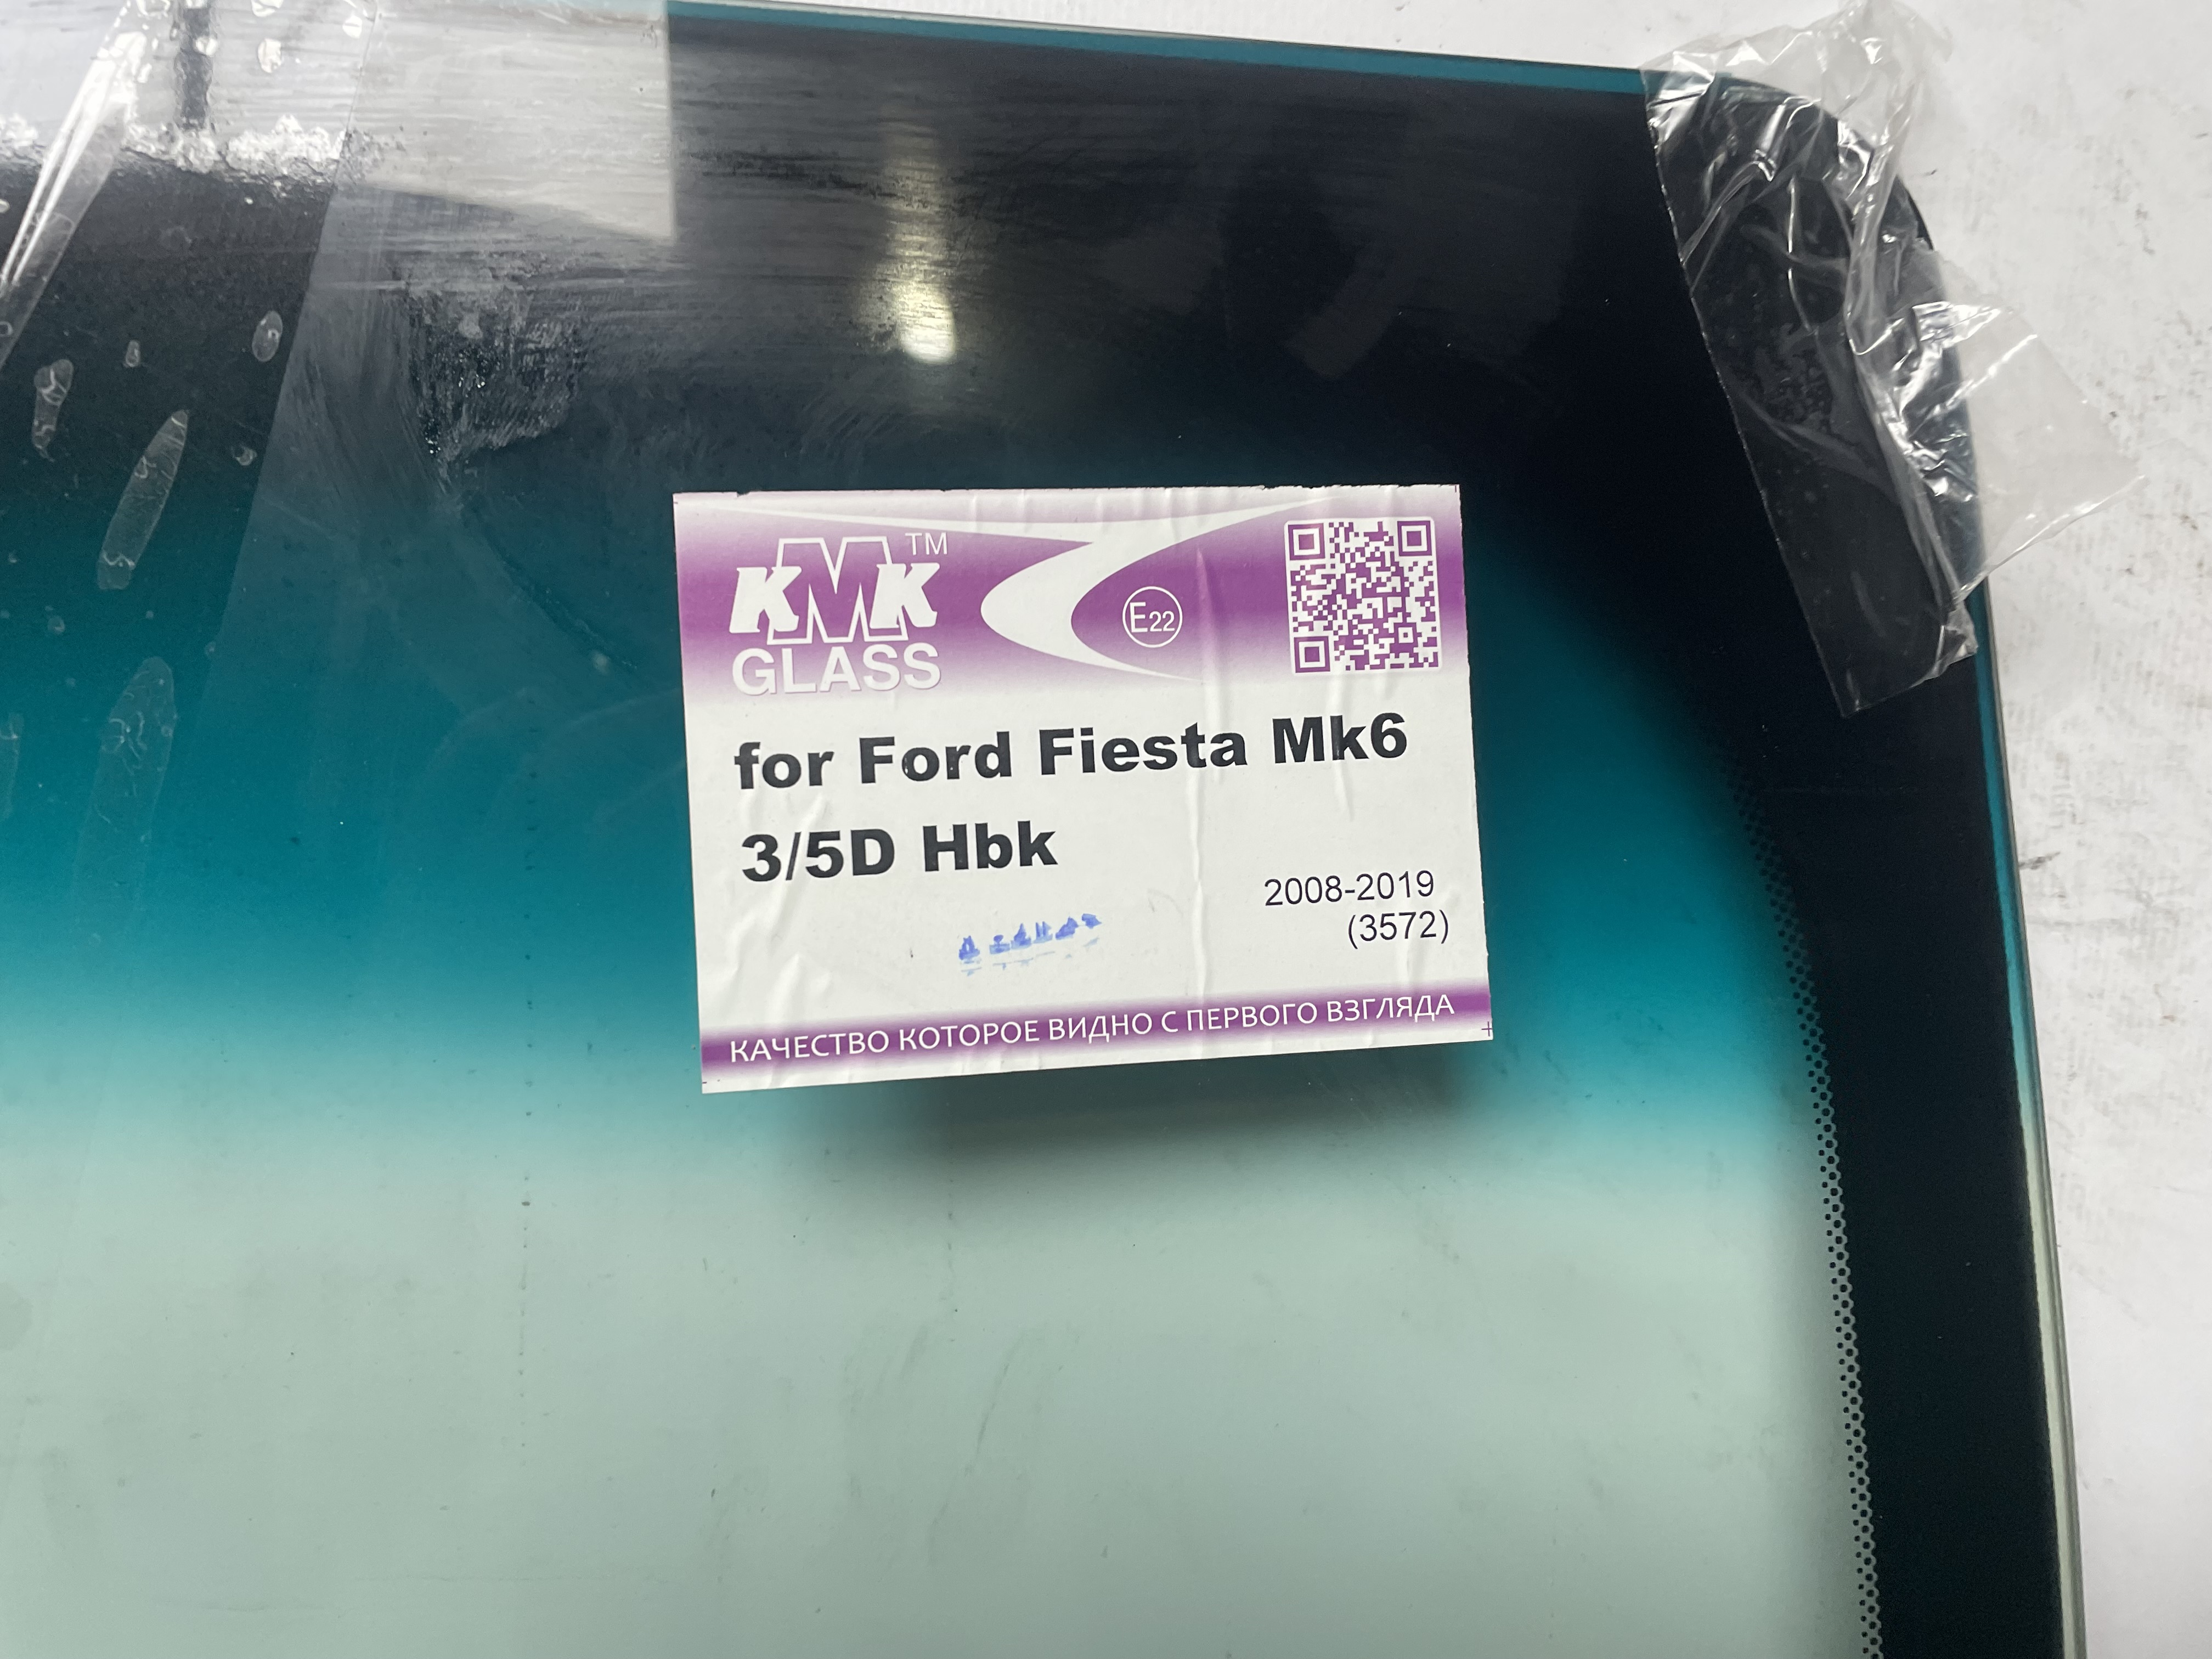 KMK TM
GLASS
E22
for Ford Fiesta Mk6
3/5D Hbk
2008-2019
(3572)
КАЧЕСТВО КОТОРОЕ ВИДНО С ПЕРВОГО ВЗГЛЯДА